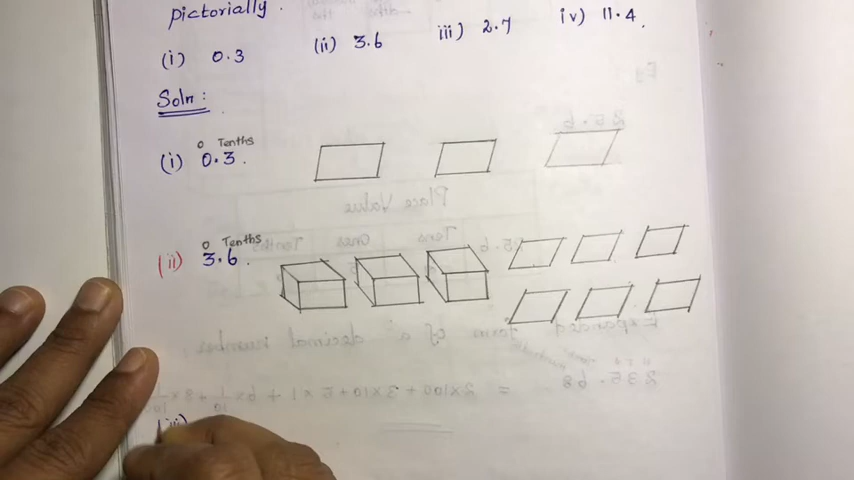 pictorially.
(i) 0.3 (ii) 3.6 iii) 2.7 iv) 11.4
Soln:
0 Tenths
(i) 0.3.
0 Tenths
(ii) 3.6.
(iii)